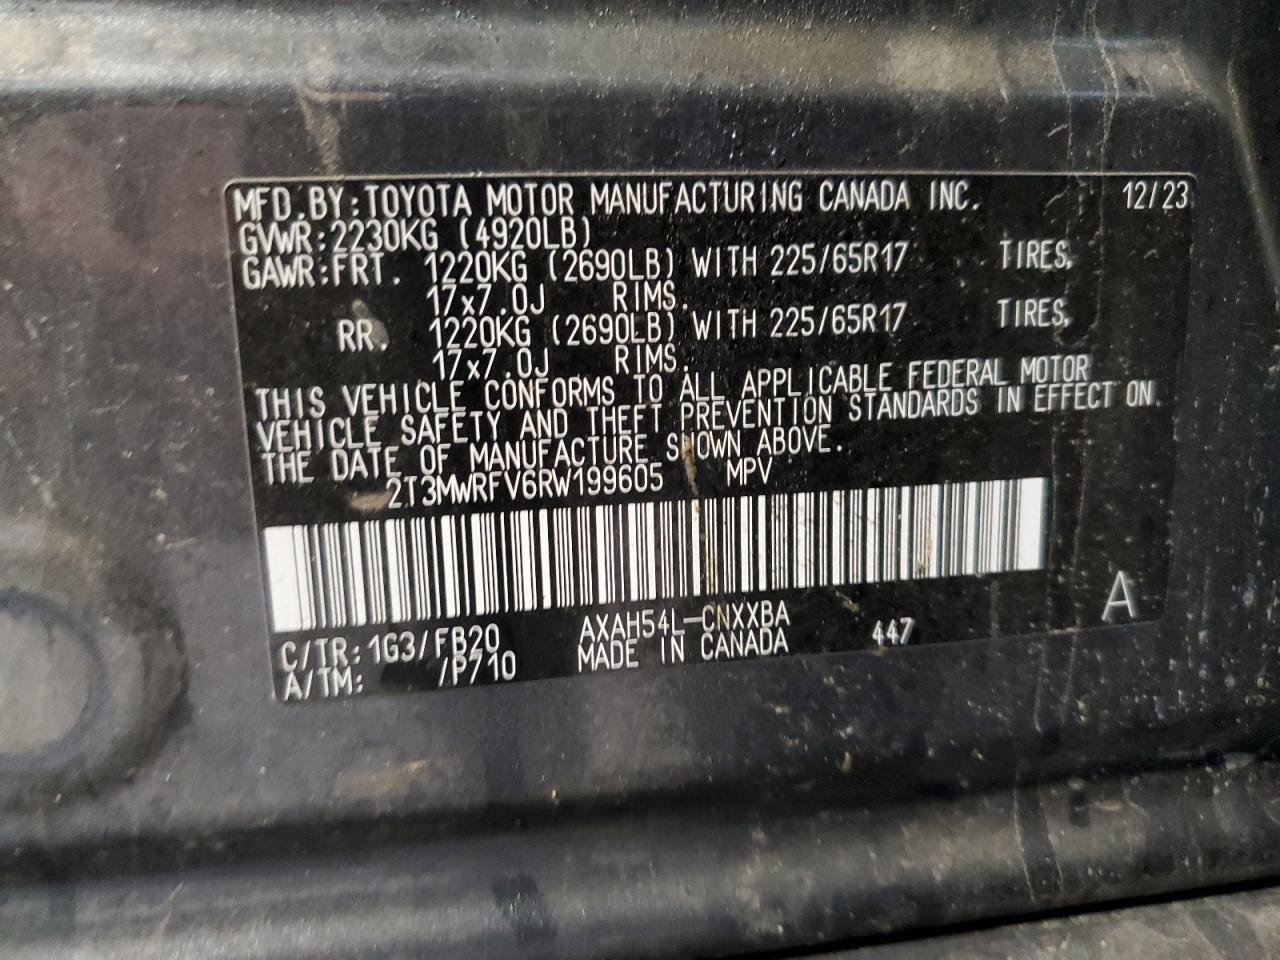 MFD.BY:TOYOTA MOTOR MANUFACTURING CANADA INC. 12/23
GVWR:2230KG (4920LB)
GAWR:FRT. 1220KG (2690LB) WITH 225/65R17 TIRES,
17x7.0J RIMS.
RR. 1220KG (2690LB) WITH 225/65R17 TIRES,
17x7.0J RIMS.
THIS VEHICLE CONFORMS TO ALL APPLICABLE FEDERAL MOTOR
VEHICLE SAFETY AND THEFT PREVENTION STANDARDS IN EFFECT ON
THE DATE OF MANUFACTURE SHOWN ABOVE.
2T3MWRFV6RW199605 MPV
A
C/TR:1G3/FB20 AXAH54L-CNXXBA 447
A/TM: /P710 MADE IN CANADA